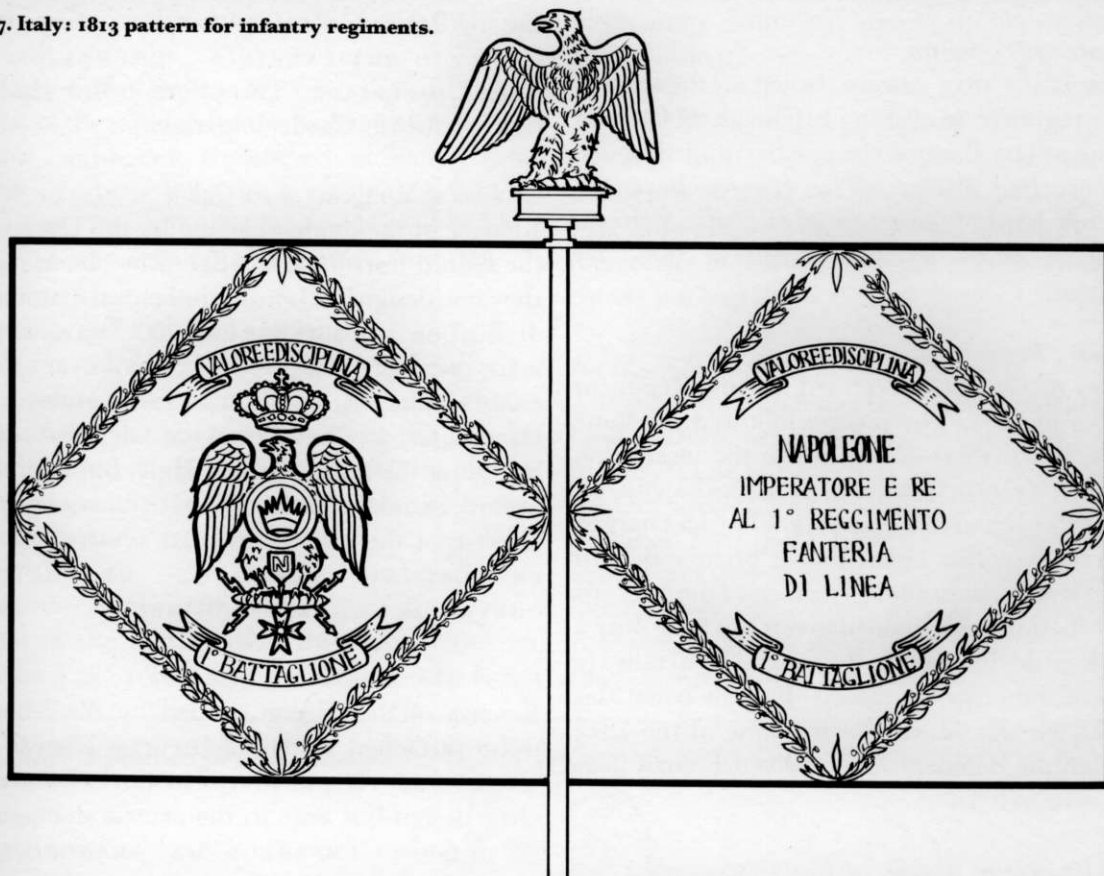 7. Italy: 1813 pattern for infantry regiments.
VALOREEDISCIPLINA
N
1° BATTAGLIONE
VALOREEDISCIPLINA
NAPOLEONE
IMPERATORE E RE
AL 1° REGGIMENTO
FANTERIA
DI LINEA
1° BATTAGLIONE